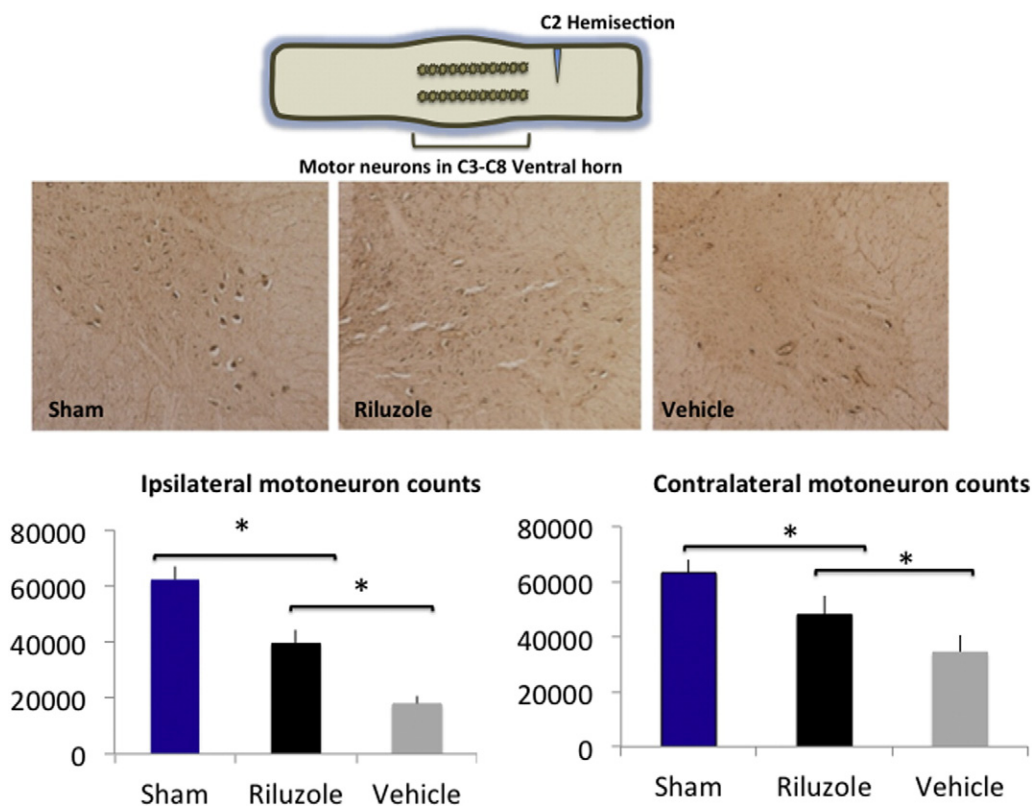 C2 Hemisection
Motor neurons in C3-C8 Ventral horn
Sham
Riluzole
Vehicle
Ipsilateral motoneuron counts
80000
60000
40000
20000
0
*
*
Sham Riluzole Vehicle
Contralateral motoneuron counts
80000
60000
40000
20000
0
*
*
Sham Riluzole Vehicle